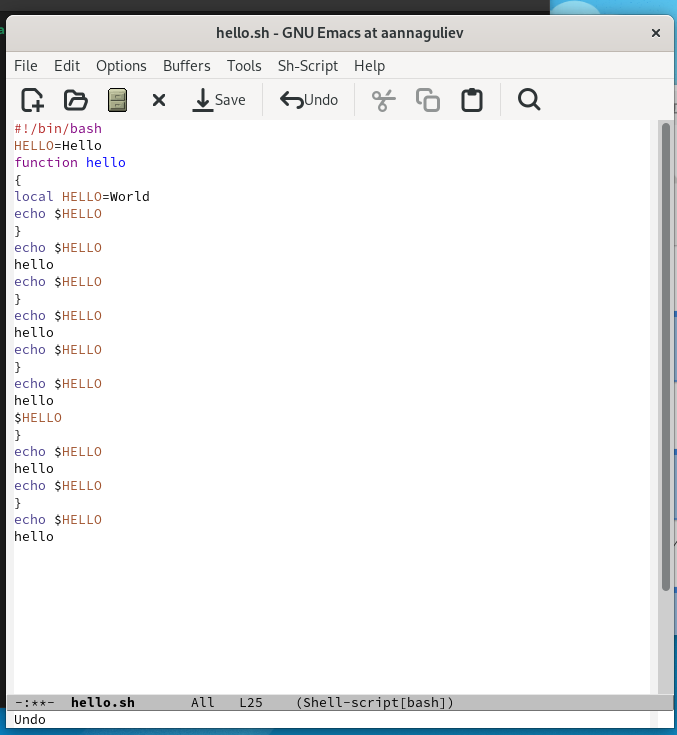 hello.sh - GNU Emacs at aannaguliev
File Edit Options Buffers Tools Sh-Script Help
Save Undo
#!/bin/bash
HELLO=Hello
function hello
{
local HELLO=World
echo $HELLO
}
echo $HELLO
hello
echo $HELLO
}
echo $HELLO
hello
echo $HELLO
}
echo $HELLO
hello
$HELLO
}
echo $HELLO
hello
echo $HELLO
}
echo $HELLO
hello
-:**- hello.sh All L25 (Shell-script[bash])
Undo